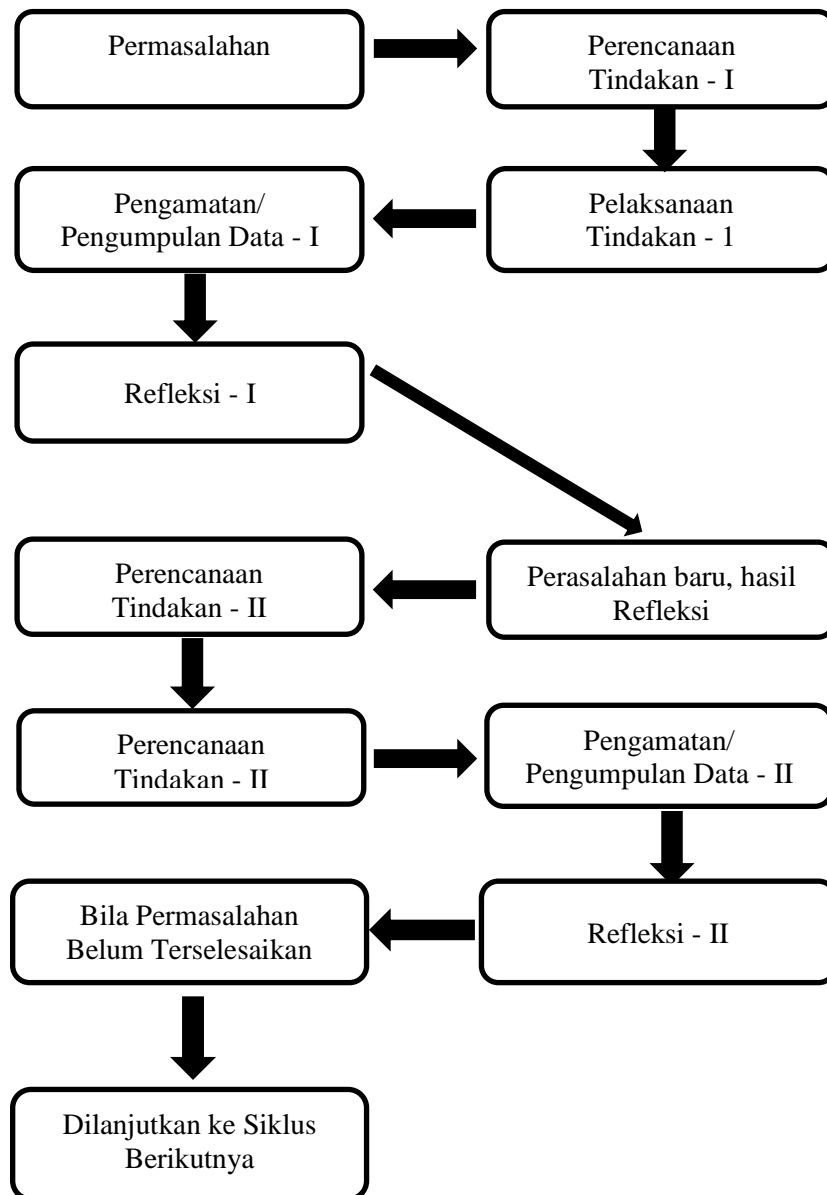 Permasalahan
Perencanaan
Tindakan - I
Pelaksanaan
Tindakan - 1
Pengamatan/
Pengumpulan Data - I
Refleksi - I
Perasalahan baru, hasil
Refleksi
Perencanaan
Tindakan - II
Perencanaan
Tindakan - II
Pengamatan/
Pengumpulan Data - II
Refleksi - II
Bila Permasalahan
Belum Terselesaikan
Dilanjutkan ke Siklus
Berikutnya